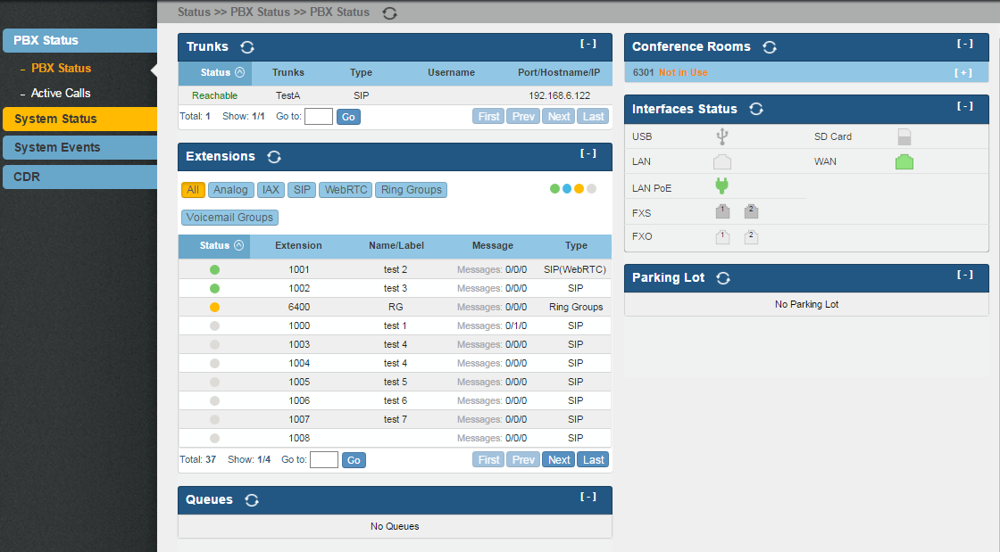 Status >> PBX Status >> PBX Status
PBX Status
- PBX Status
- Active Calls
System Status
System Events
CDR
Trunks [ - ]
Status Trunks Type Username Port/Hostname/IP
Reachable TestA SIP 192.168.6.122
Total: 1 Show: 1/1 Go to: Go First Prev Next Last
Extensions [ - ]
All Analog IAX SIP WebRTC Ring Groups
Voicemail Groups
Status Extension Name/Label Message Type
1001 test 2 Messages: 0/0/0 SIP(WebRTC)
1002 test 3 Messages: 0/0/0 SIP
6400 RG Messages: 0/0/0 Ring Groups
1000 test 1 Messages: 0/1/0 SIP
1003 test 4 Messages: 0/0/0 SIP
1004 test 4 Messages: 0/0/0 SIP
1005 test 5 Messages: 0/0/0 SIP
1006 test 6 Messages: 0/0/0 SIP
1007 test 7 Messages: 0/0/0 SIP
1008 Messages: 0/0/0 SIP
Total: 37 Show: 1/4 Go to: Go First Prev Next Last
Queues [ - ]
No Queues
Conference Rooms [ - ]
6301 Not in Use [ + ]
Interfaces Status [ - ]
USB SD Card
LAN WAN
LAN PoE
FXS 1 2
FXO 1 2
Parking Lot [ - ]
No Parking Lot